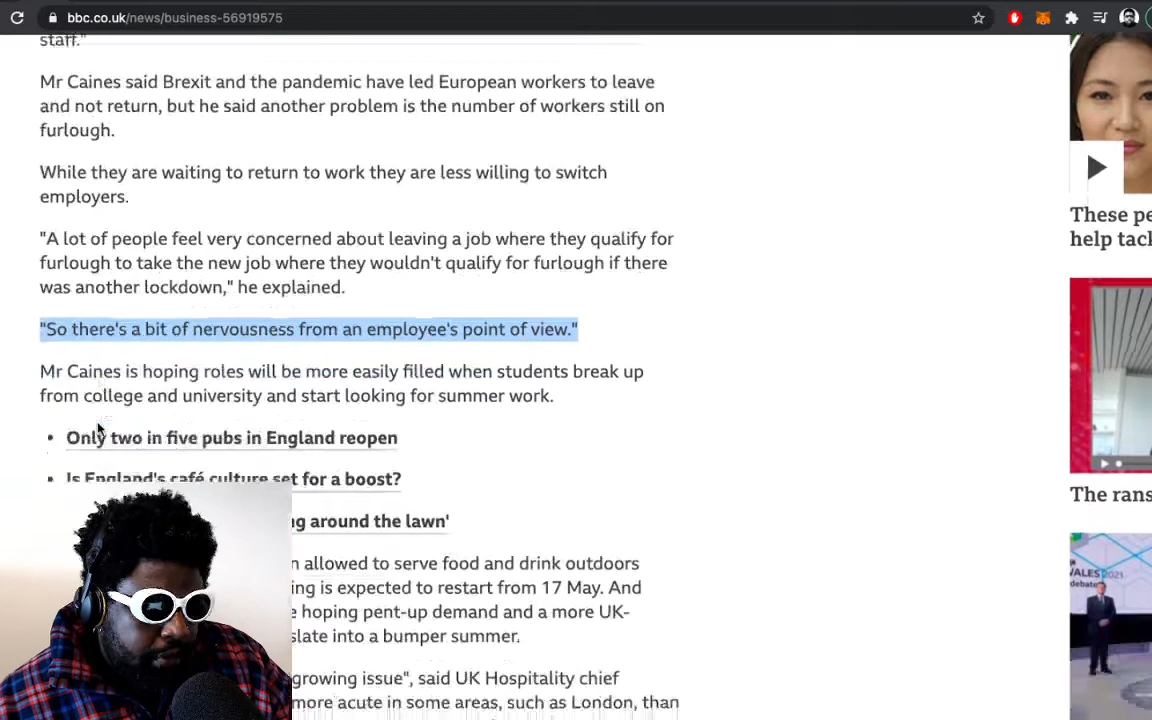 bbc.co.uk/news/business-56919575
staff."
Mr Caines said Brexit and the pandemic have led European workers to leave
and not return, but he said another problem is the number of workers still on
furlough.
While they are waiting to return to work they are less willing to switch
employers.
"A lot of people feel very concerned about leaving a job where they qualify for
furlough to take the new job where they wouldn't qualify for furlough if there
was another lockdown," he explained.
"So there's a bit of nervousness from an employee's point of view."
Mr Caines is hoping roles will be more easily filled when students break up
from college and university and start looking for summer work.
• Only two in five pubs in England reopen
• Is England's café culture set for a boost?
ng around the lawn'
n allowed to serve food and drink outdoors
ing is expected to restart from 17 May. And
e hoping pent-up demand and a more UK-
slate into a bumper summer.
growing issue", said UK Hospitality chief
more acute in some areas, such as London, than
These pe
help tack
The rans
WALES 2021
debate